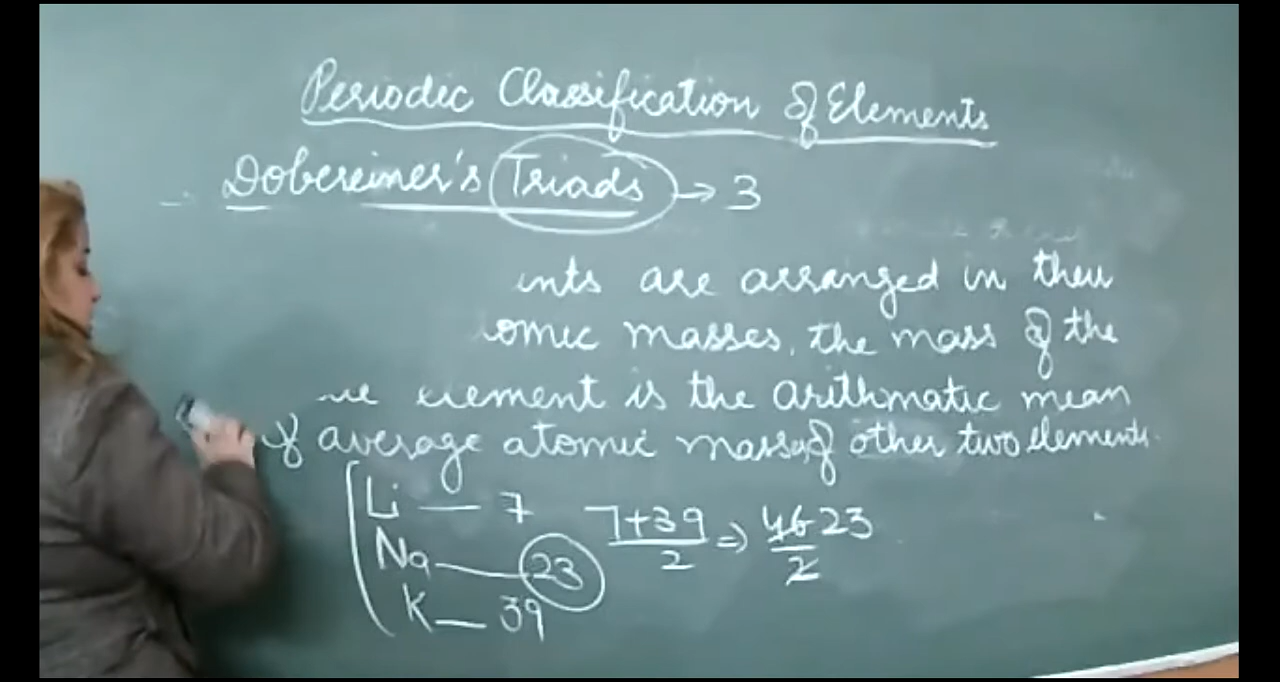 Periodic Classification of Elements
Dobereiner's Triads → 3
ints are arranged in their
omic masses, the mass of the
element is the arithmatic mean
of average atomic mass of other two elements.
Li — 7
7+39/2 ⇒ 46/2 23
Na — 23
K — 39